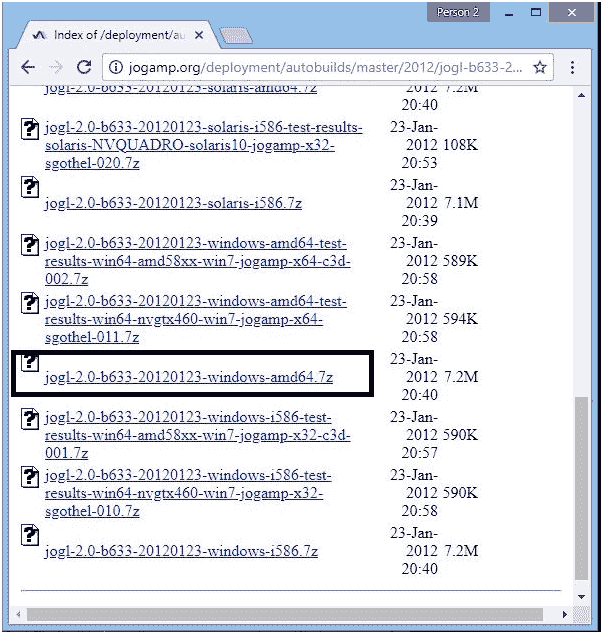 Person 2
Index of /deployment/au
jogamp.org/deployment/autobuilds/master/2012/jogl-b633-2...
jogl-2.0-b633-20120123-solaris-amd64.7z
2012 7.2M
20:40
jogl-2.0-b633-20120123-solaris-i586-test-results-
solaris-NVQUADRO-solaris10-jogamp-x32-
sgothel-020.7z
23-Jan-
2012 108K
20:53
jogl-2.0-b633-20120123-solaris-i586.7z
23-Jan-
2012 7.1M
20:39
jogl-2.0-b633-20120123-windows-amd64-test-
results-win64-amd58xx-win7-jogamp-x64-c3d-
002.7z
23-Jan-
2012 589K
20:58
jogl-2.0-b633-20120123-windows-amd64-test-
results-win64-nvgtx460-win7-jogamp-x64-
sgothel-011.7z
23-Jan-
2012 594K
20:58
jogl-2.0-b633-20120123-windows-amd64.7z
23-Jan-
2012 7.2M
20:40
jogl-2.0-b633-20120123-windows-i586-test-
results-win64-amd58xx-win7-jogamp-x32-c3d-
001.7z
23-Jan-
2012 590K
20:57
jogl-2.0-b633-20120123-windows-i586-test-
results-win64-nvgtx460-win7-jogamp-x32-
sgothel-010.7z
23-Jan-
2012 590K
20:58
jogl-2.0-b633-20120123-windows-i586.7z
23-Jan-
2012 7.2M
20:40